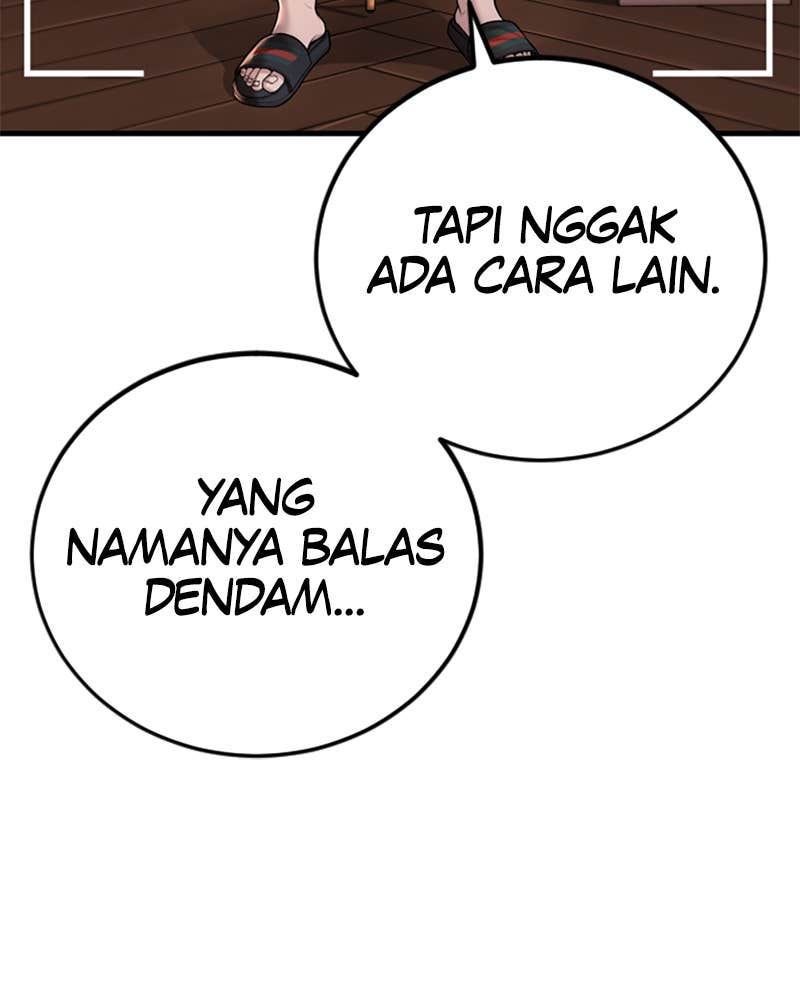 TAPI NGGAK
ADA CARA LAIN.
YANG
NAMANYA BALAS
DENDAM...